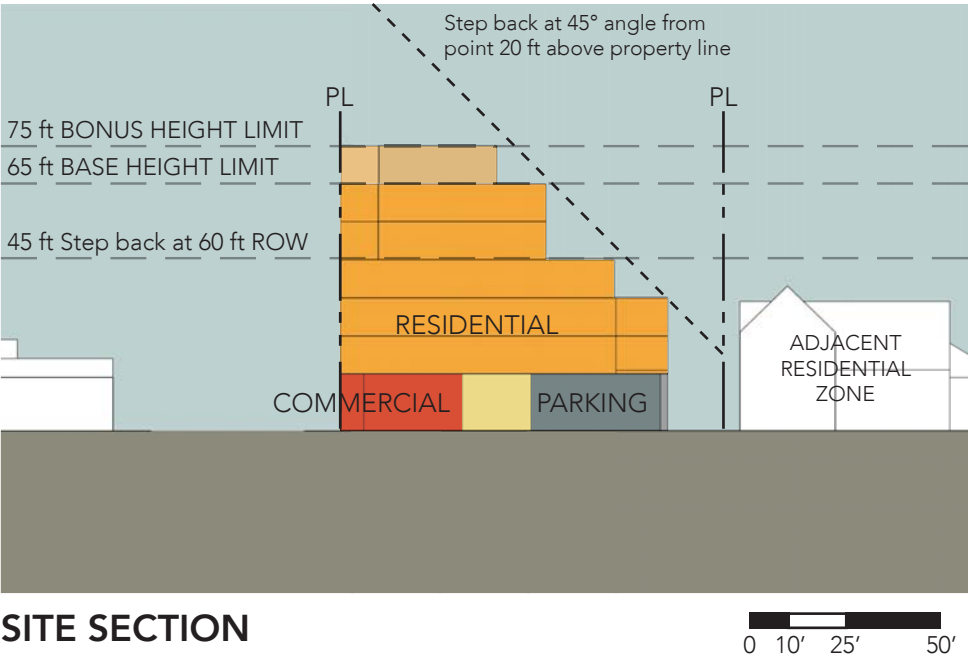 Step back at 45° angle from
point 20 ft above property line
PL
PL
75 ft BONUS HEIGHT LIMIT
65 ft BASE HEIGHT LIMIT
45 ft Step back at 60 ft ROW
RESIDENTIAL
ADJACENT
RESIDENTIAL
ZONE
COMMERCIAL
PARKING
SITE SECTION
0 10′ 25′ 50′